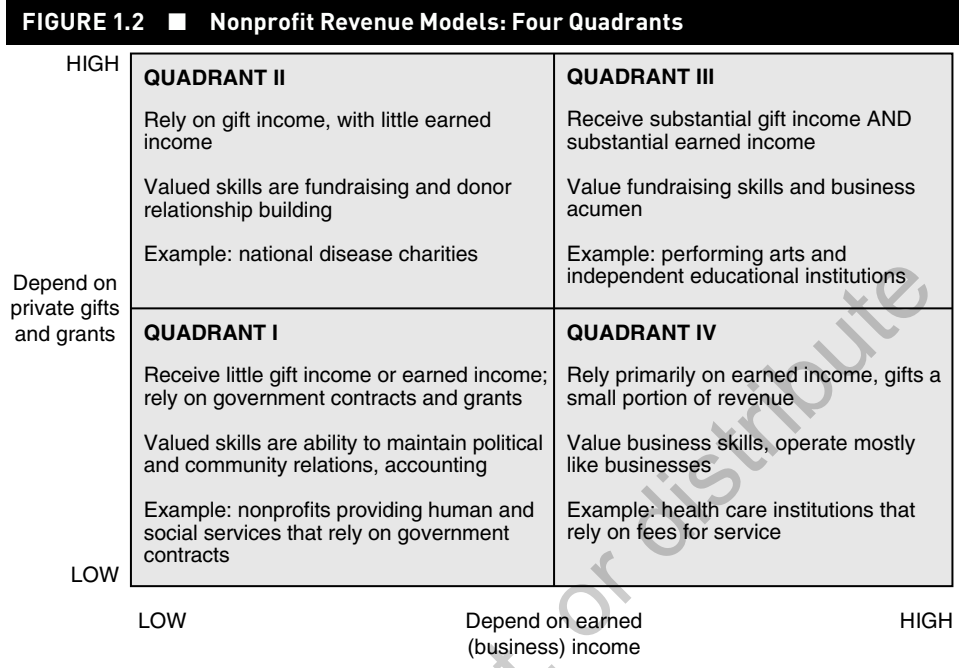 FIGURE 1.2 ■ Nonprofit Revenue Models: Four Quadrants
HIGH
QUADRANT II
Rely on gift income, with little earned
income
Valued skills are fundraising and donor
relationship building
Example: national disease charities
QUADRANT III
Receive substantial gift income AND
substantial earned income
Value fundraising skills and business
acumen
Example: performing arts and
independent educational institutions
Depend on
private gifts
and grants
QUADRANT I
Receive little gift income or earned income;
rely on government contracts and grants
Valued skills are ability to maintain political
and community relations, accounting
Example: nonprofits providing human and
social services that rely on government
contracts
QUADRANT IV
Rely primarily on earned income, gifts a
small portion of revenue
Value business skills, operate mostly
like businesses
Example: health care institutions that
rely on fees for service
LOW
LOW
Depend on earned
(business) income
HIGH
or distribute